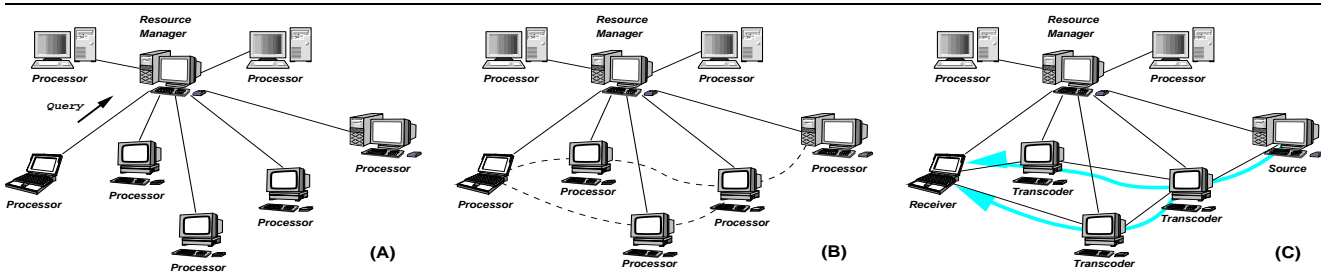 Resource
Manager
Processor
Processor
Query
Processor
Processor
Processor
Processor
Processor
(A)
Resource
Manager
Processor
Processor
Processor
Processor
Processor
Processor
Processor
(B)
Resource
Manager
Processor
Processor
Source
Transcoder
Receiver
Transcoder
Transcoder
(C)